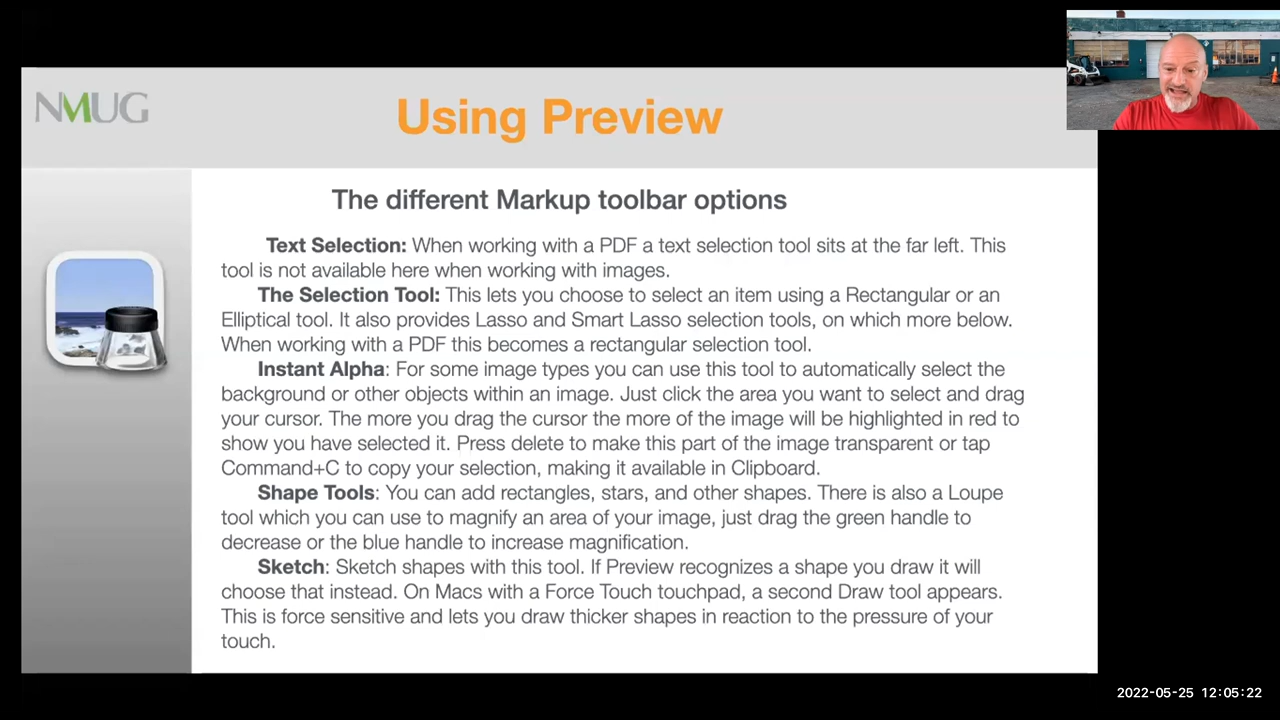 NMUG
Using Preview
The different Markup toolbar options
Text Selection: When working with a PDF a text selection tool sits at the far left. This
tool is not available here when working with images.
The Selection Tool: This lets you choose to select an item using a Rectangular or an
Elliptical tool. It also provides Lasso and Smart Lasso selection tools, on which more below.
When working with a PDF this becomes a rectangular selection tool.
Instant Alpha: For some image types you can use this tool to automatically select the
background or other objects within an image. Just click the area you want to select and drag
your cursor. The more you drag the cursor the more of the image will be highlighted in red to
show you have selected it. Press delete to make this part of the image transparent or tap
Command+C to copy your selection, making it available in Clipboard.
Shape Tools: You can add rectangles, stars, and other shapes. There is also a Loupe
tool which you can use to magnify an area of your image, just drag the green handle to
decrease or the blue handle to increase magnification.
Sketch: Sketch shapes with this tool. If Preview recognizes a shape you draw it will
choose that instead. On Macs with a Force Touch touchpad, a second Draw tool appears.
This is force sensitive and lets you draw thicker shapes in reaction to the pressure of your
touch.
2022-05-25 12:05:22